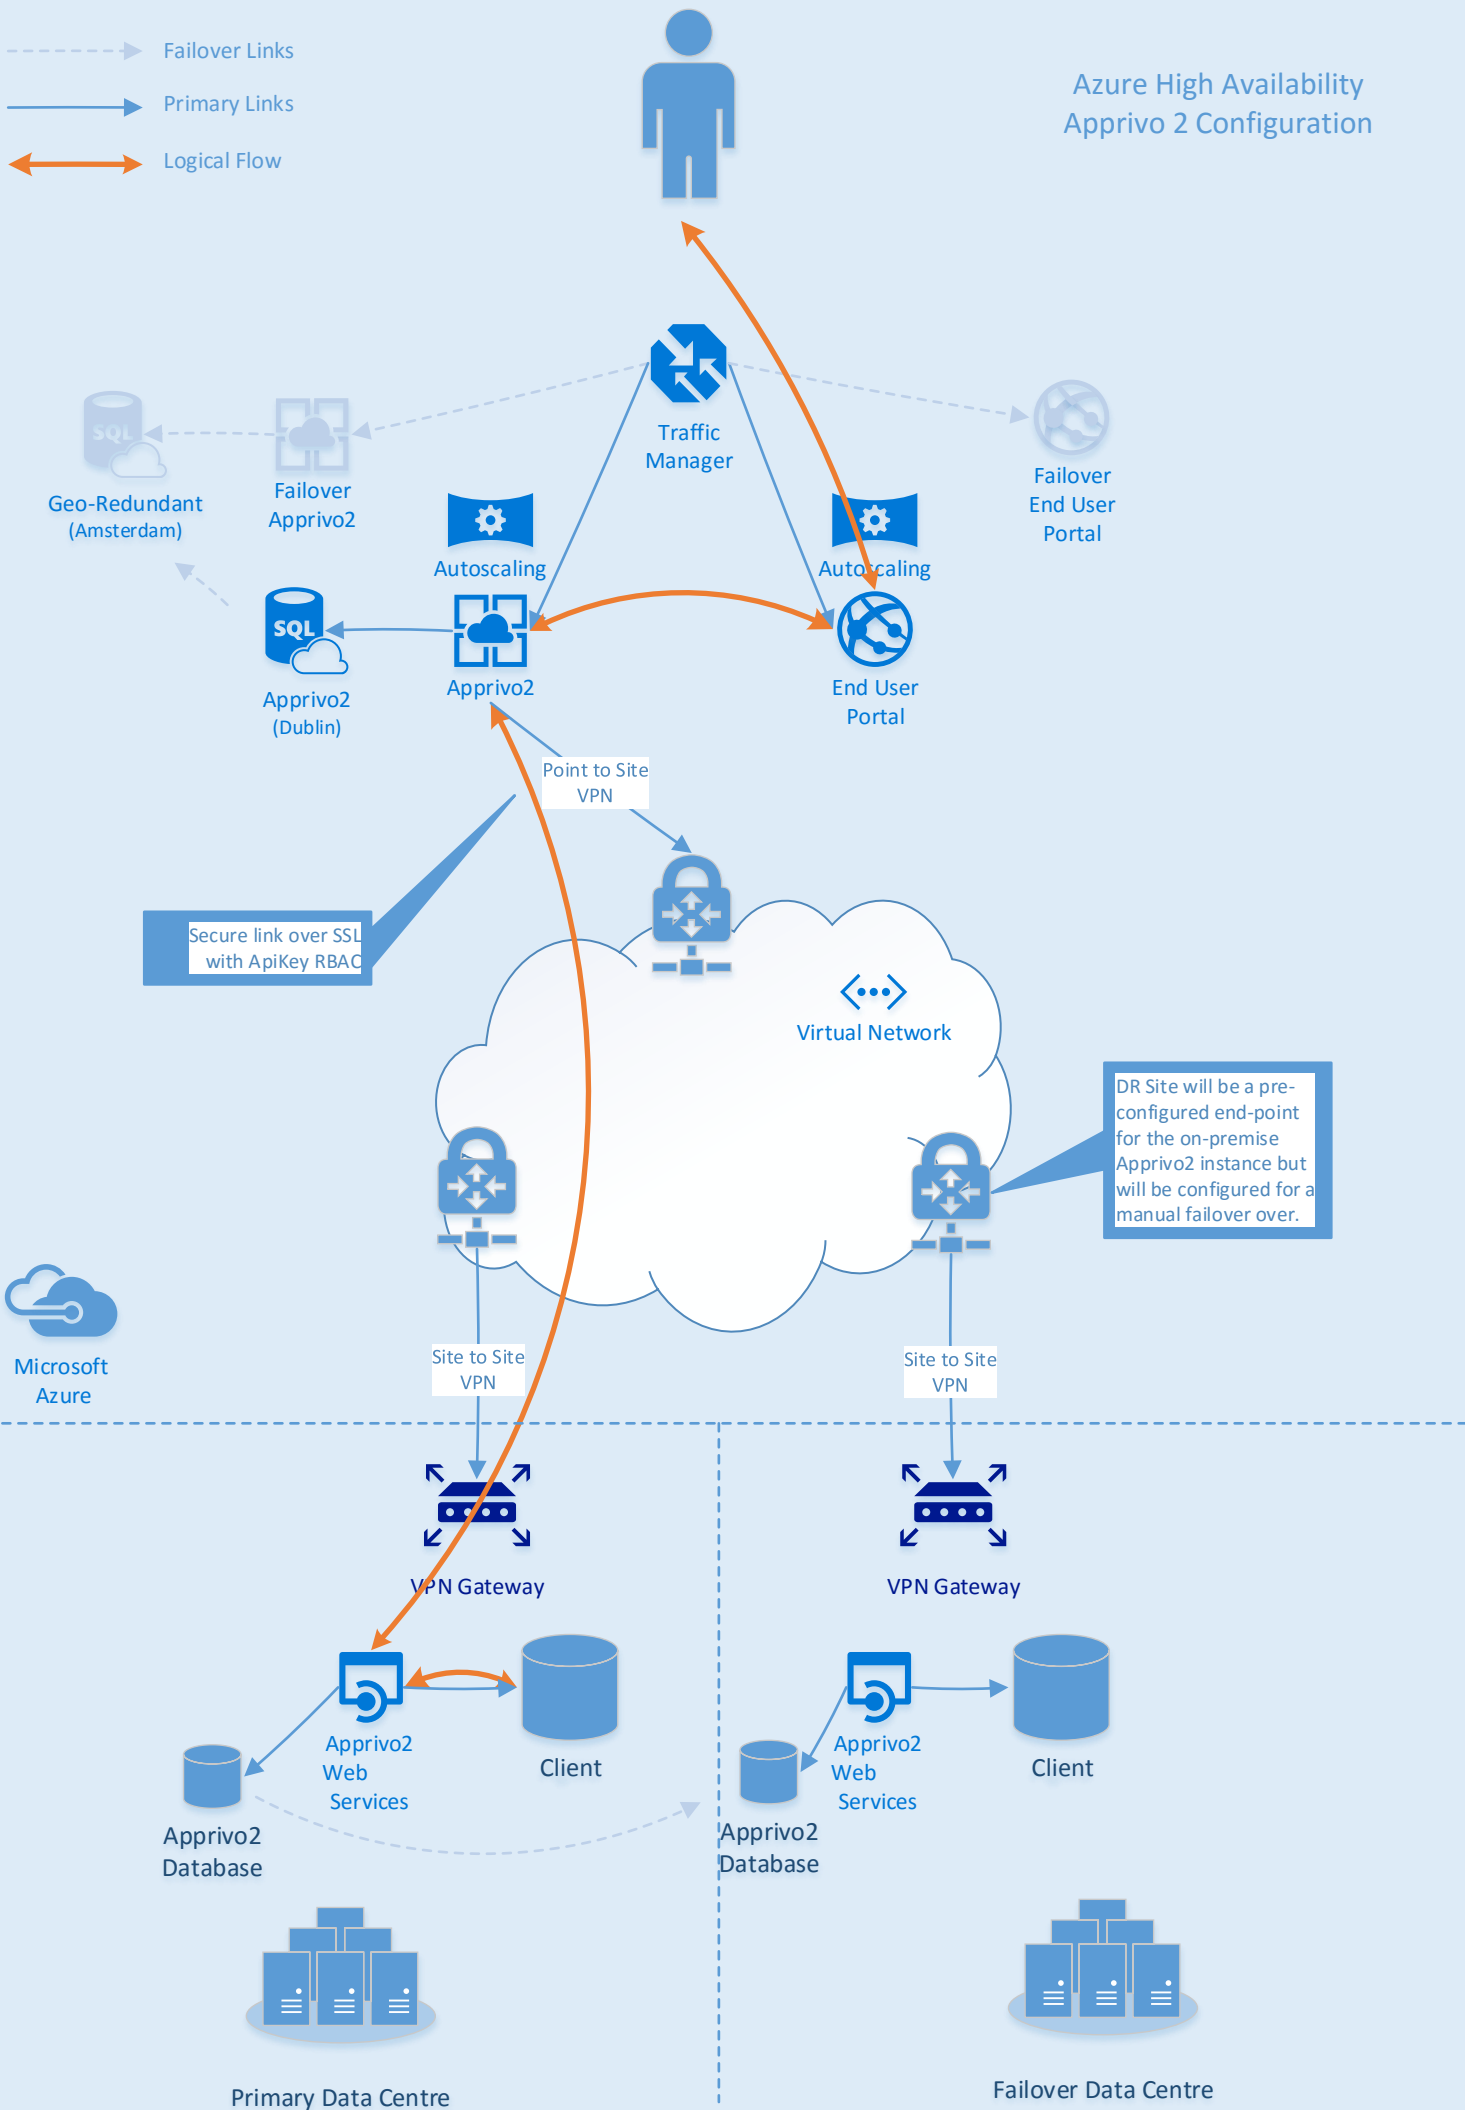 Failover Links
Primary Links
Logical Flow
Azure High Availability
Apprivo 2 Configuration
Traffic
Manager
SQL
Geo-Redundant
(Amsterdam)
Failover
Apprivo2
Failover
End User
Portal
Autoscaling
Autoscaling
SQL
Apprivo2
(Dublin)
Apprivo2
End User
Portal
Point to Site
VPN
Secure link over SSL
with ApiKey RBAC
Virtual Network
DR Site will be a pre-
configured end-point
for the on-premise
Apprivo2 instance but
will be configured for a
manual failover over.
Microsoft
Azure
Site to Site
VPN
Site to Site
VPN
VPN Gateway
VPN Gateway
Apprivo2
Web
Services
Client
Apprivo2
Database
Apprivo2
Web
Services
Client
Apprivo2
Database
Primary Data Centre
Failover Data Centre